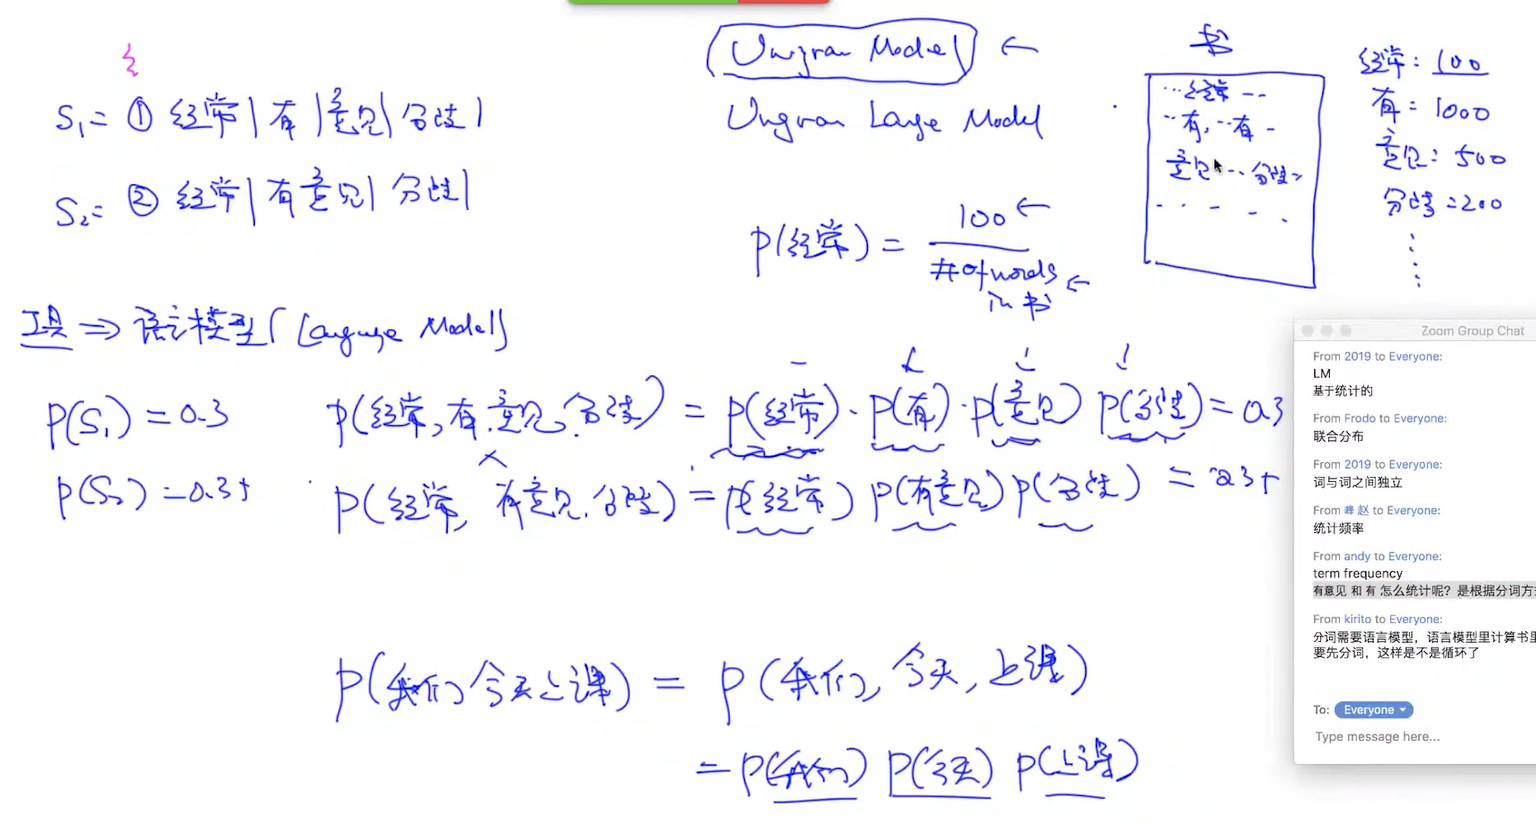 S₁= ① 经常|有|意见|分歧|
S₂= ② 经常|有意见|分歧|
工具 ⇒ 语言模型 (Language Model)
p(S₁) = 0.3
p(S₂) = 0.35
Unigram Model ←
Unigram Language Model
p(经常) = 100 ← / # of words in 书 ←
书
...经常 --
..有, ..有 -
意见... 分歧
经常: 100
有: 1000
意见: 500
分歧: 200
p(经常, 有, 意见, 分歧) = p(经常)·p(有)·p(意见) p(分歧) = 0.3
p(经常, 有意见, 分歧) = p(经常) p(有意见) p(分歧) = 0.35
p(我们今天上课) = p(我们, 今天, 上课)
= p(我们) p(今天) p(上课)
Zoom Group Chat
From 2019 to Everyone:
LM
基于统计的
From Frodo to Everyone:
联合分布
From 2019 to Everyone:
词与词之间独立
From 峰 赵 to Everyone:
统计频率
From andy to Everyone:
term frequency
有意见 和 有 怎么统计呢？是根据分词方
From kirito to Everyone:
分词需要语言模型，语言模型里计算书里
要先分词，这样是不是循环了
To: Everyone
Type message here...